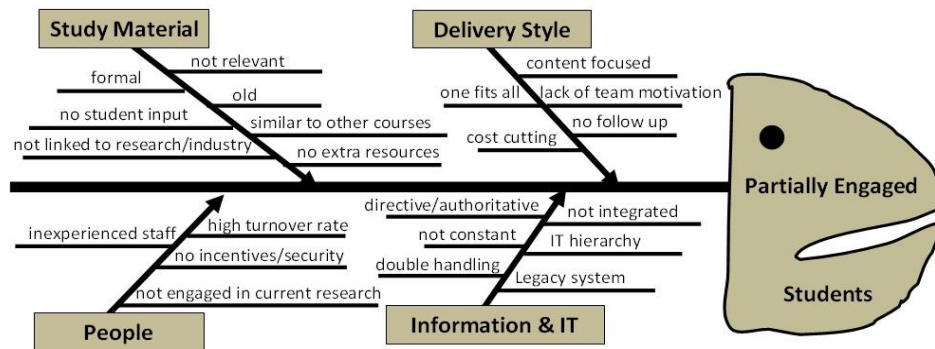 Study Material
Delivery Style
not relevant
formal
old
no student input
similar to other courses
not linked to research/industry
no extra resources
content focused
one fits all
lack of team motivation
no follow up
cost cutting
Partially Engaged
Students
inexperienced staff
high turnover rate
no incentives/security
not engaged in current research
People
directive/authoritative
not integrated
not constant
IT hierarchy
double handling
Legacy system
Information & IT